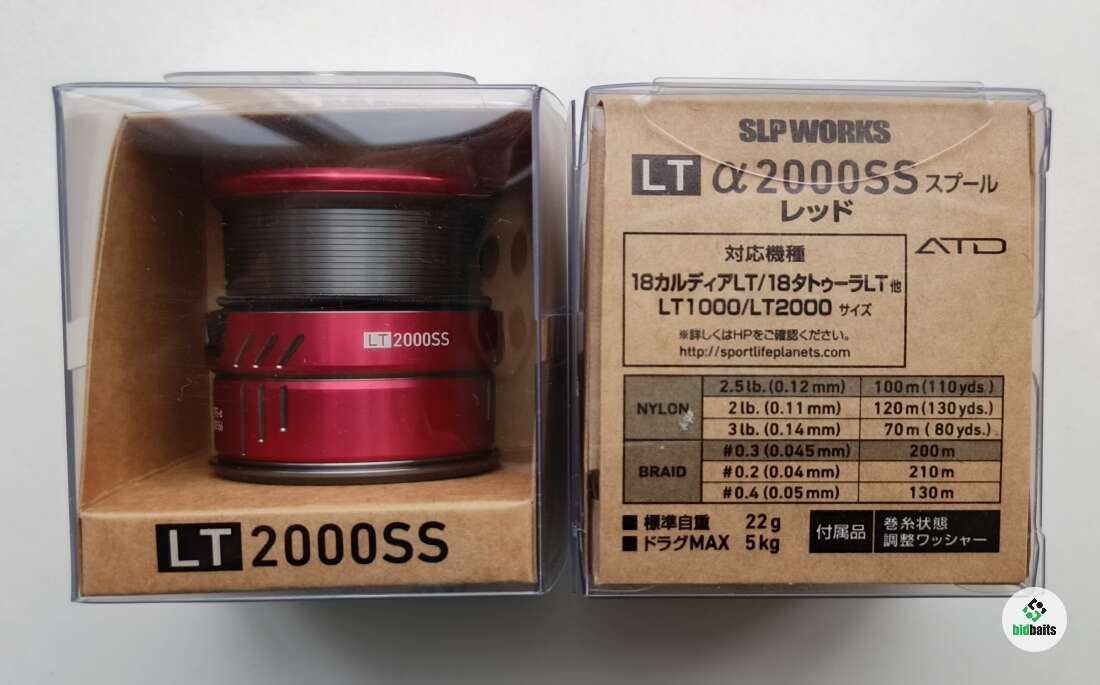 LT 2000SS
LT 2000SS
SLP WORKS
LT α2000SS スプール
レッド
ATD
対応機種
18カルディアLT/18タトゥーラLT 他
LT1000/LT2000 サイズ
※詳しくはHPをご確認ください。
http://sportlifeplanets.com
NYLON
2.5lb.(0.12mm) 100m(110yds.)
2lb.(0.11mm) 120m(130yds.)
3lb.(0.14mm) 70m( 80yds.)
BRAID
#0.3(0.045mm) 200m
#0.2(0.04mm) 210m
#0.4(0.05mm) 130m
■ 標準自重 22g
■ ドラグMAX 5kg
付属品
巻糸状態
調整ワッシャー
bidbaits